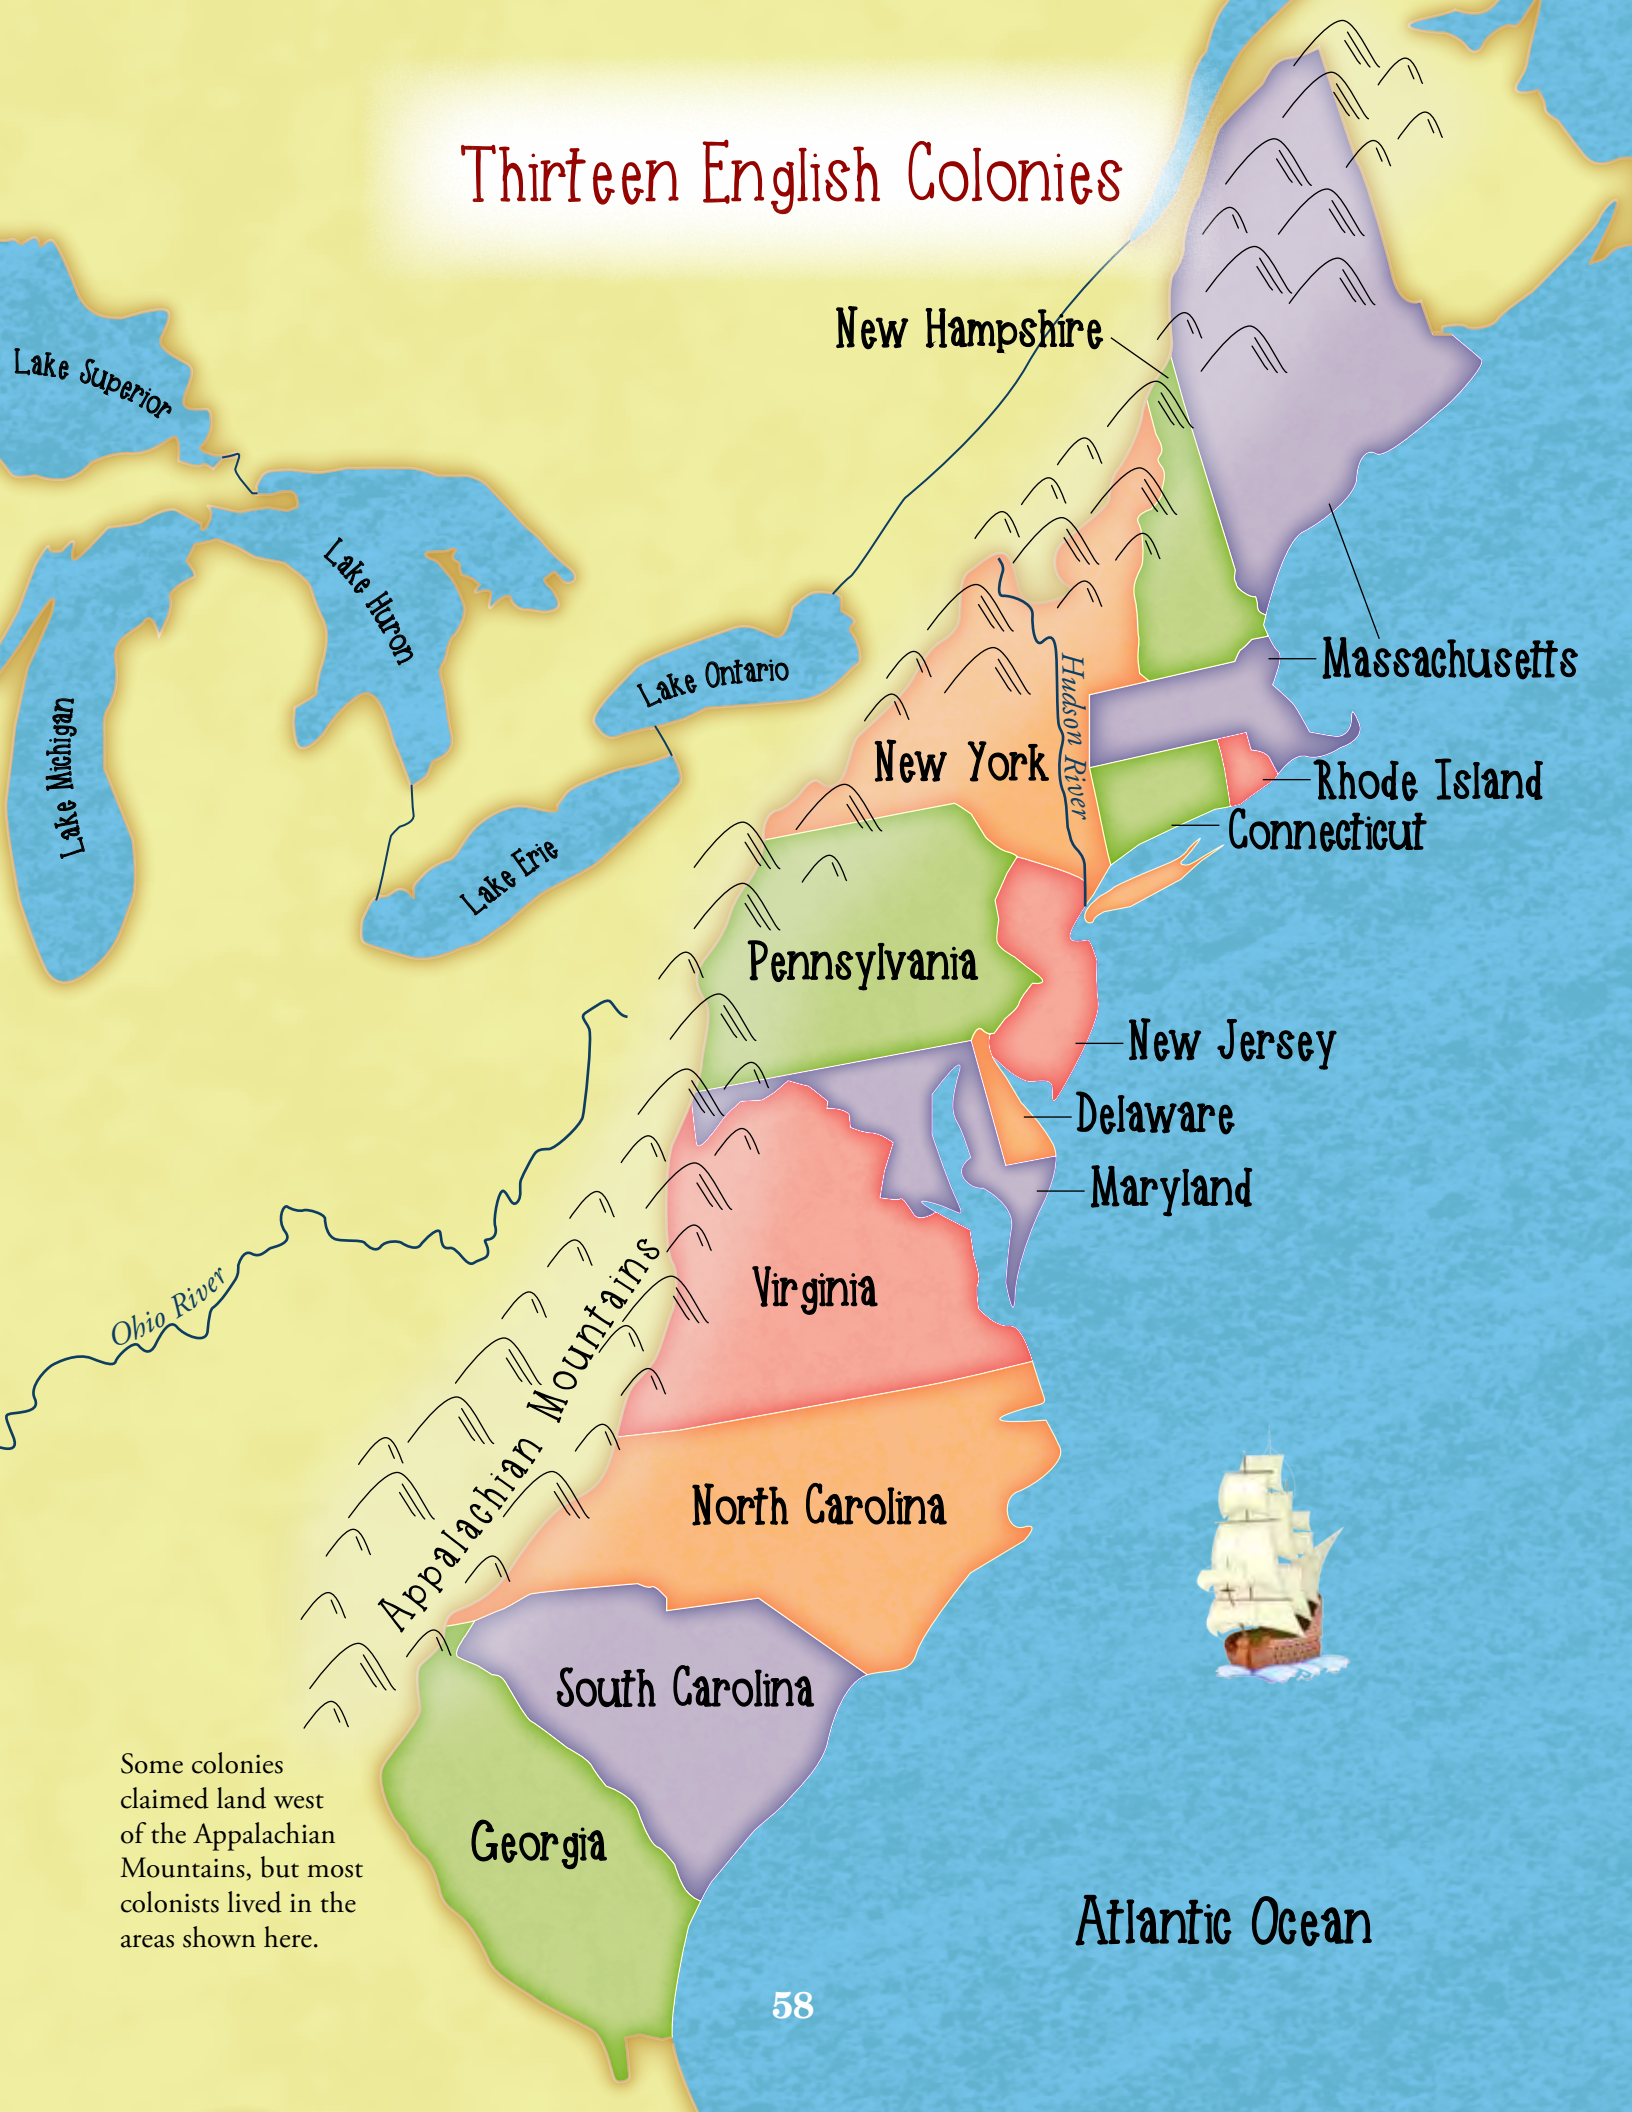 Thirteen English Colonies
New Hampshire
Lake Superior
Lake Huron
Lake Ontario
Lake Michigan
Lake Erie
Hudson River
Massachusetts
New York
Rhode Island
Connecticut
Pennsylvania
New Jersey
Delaware
Maryland
Ohio River
Virginia
Appalachian Mountains
North Carolina
South Carolina
Some colonies
claimed land west
of the Appalachian
Mountains, but most
colonists lived in the
areas shown here.
Georgia
Atlantic Ocean
58